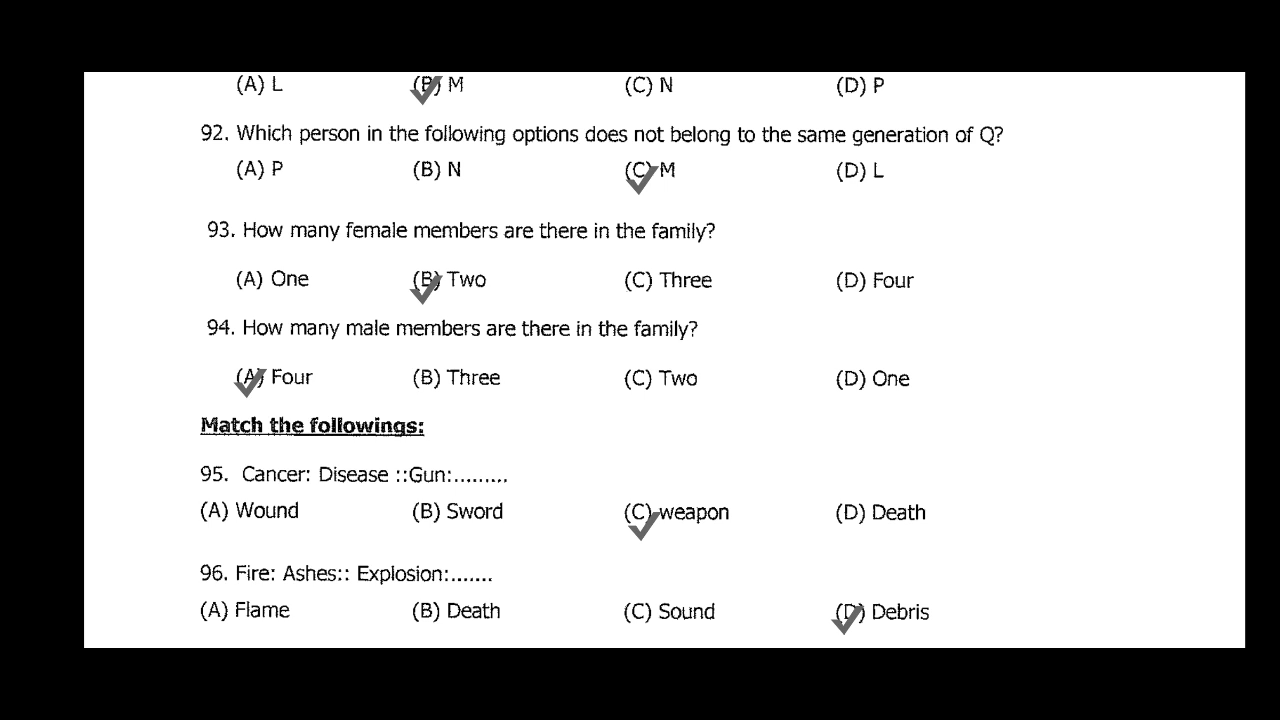 (A) L (B) M (C) N (D) P
92. Which person in the following options does not belong to the same generation of Q?
(A) P (B) N (C) M (D) L
93. How many female members are there in the family?
(A) One (B) Two (C) Three (D) Four
94. How many male members are there in the family?
(A) Four (B) Three (C) Two (D) One
Match the followings:
95. Cancer: Disease ::Gun:.........
(A) Wound (B) Sword (C) weapon (D) Death
96. Fire: Ashes:: Explosion:.......
(A) Flame (B) Death (C) Sound (D) Debris